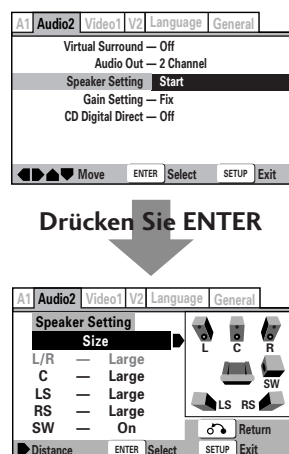 A1 Audio2 Video1 V2 Language General
Virtual Surround — Off
Audio Out — 2 Channel
Speaker Setting Start
Gain Setting — Fix
CD Digital Direct — Off
Move ENTER Select SETUP Exit
Drücken Sie ENTER
A1 Audio2 Video1 V2 Language General
Speaker Setting
Size
L/R — Large
C — Large
LS — Large
RS — Large
SW — On
L C R
SW
LS RS
Return
Distance ENTER Select SETUP Exit